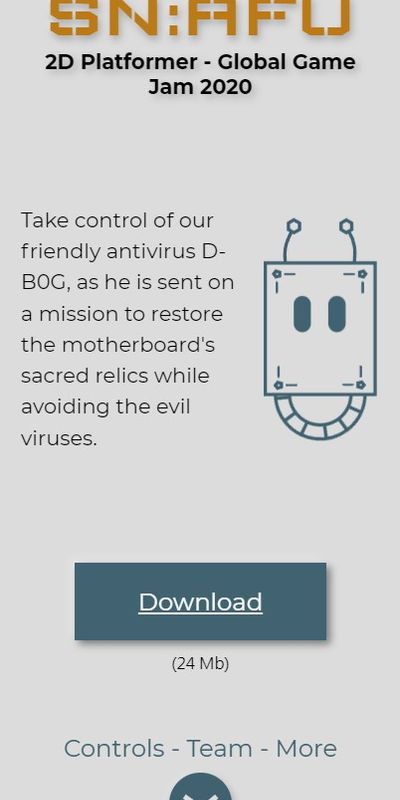 SN:AFU
2D Platformer - Global Game
Jam 2020
Take control of our
friendly antivirus D-
B0G, as he is sent on
a mission to restore
the motherboard's
sacred relics while
avoiding the evil
viruses.
Download
(24 Mb)
Controls - Team - More